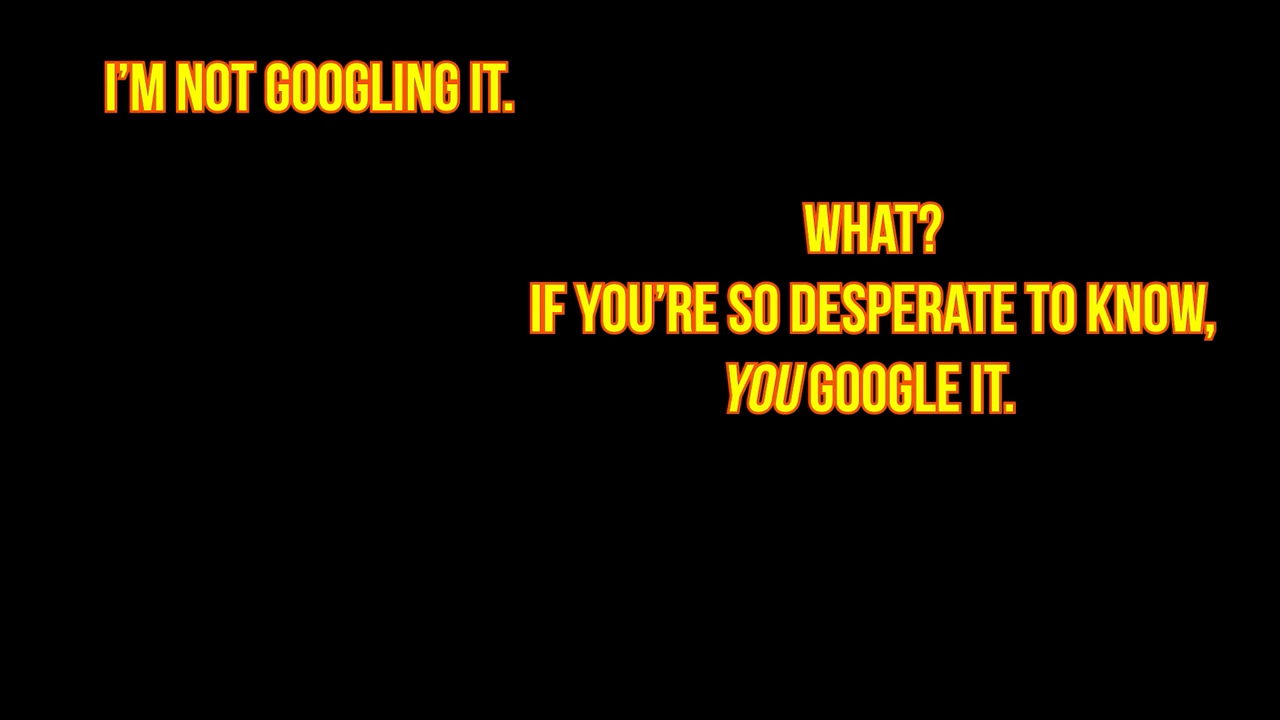 I’M NOT GOOGLING IT.
WHAT?
IF YOU’RE SO DESPERATE TO KNOW,
YOU GOOGLE IT.